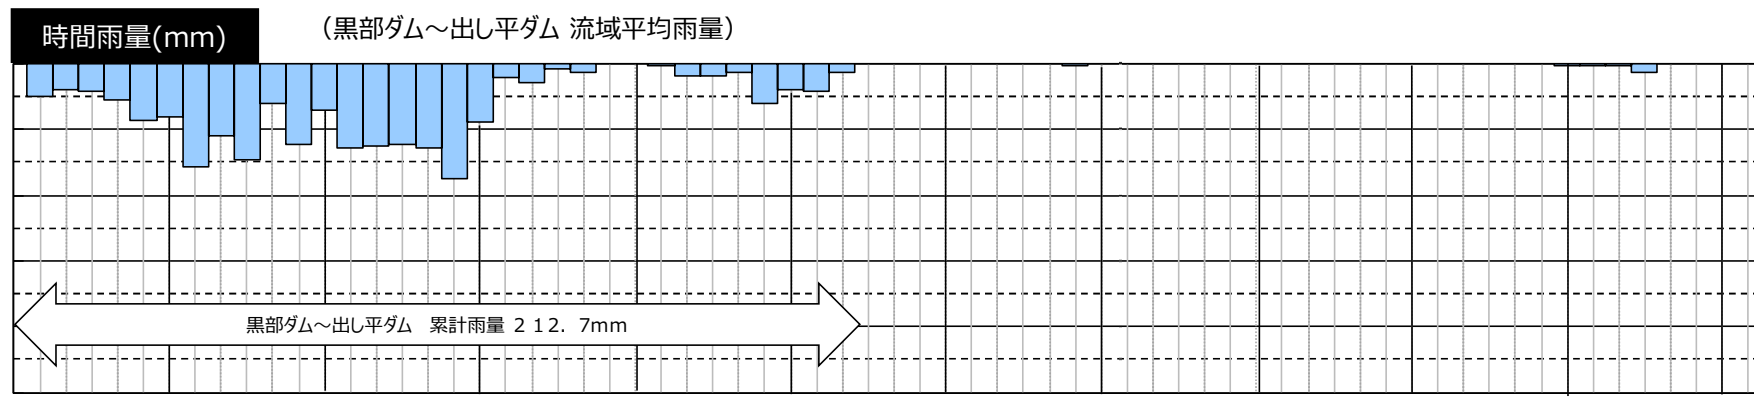 時間雨量(mm)
（黒部ダム～出し平ダム 流域平均雨量）
黒部ダム～出し平ダム　累計雨量 ２１２．７mm